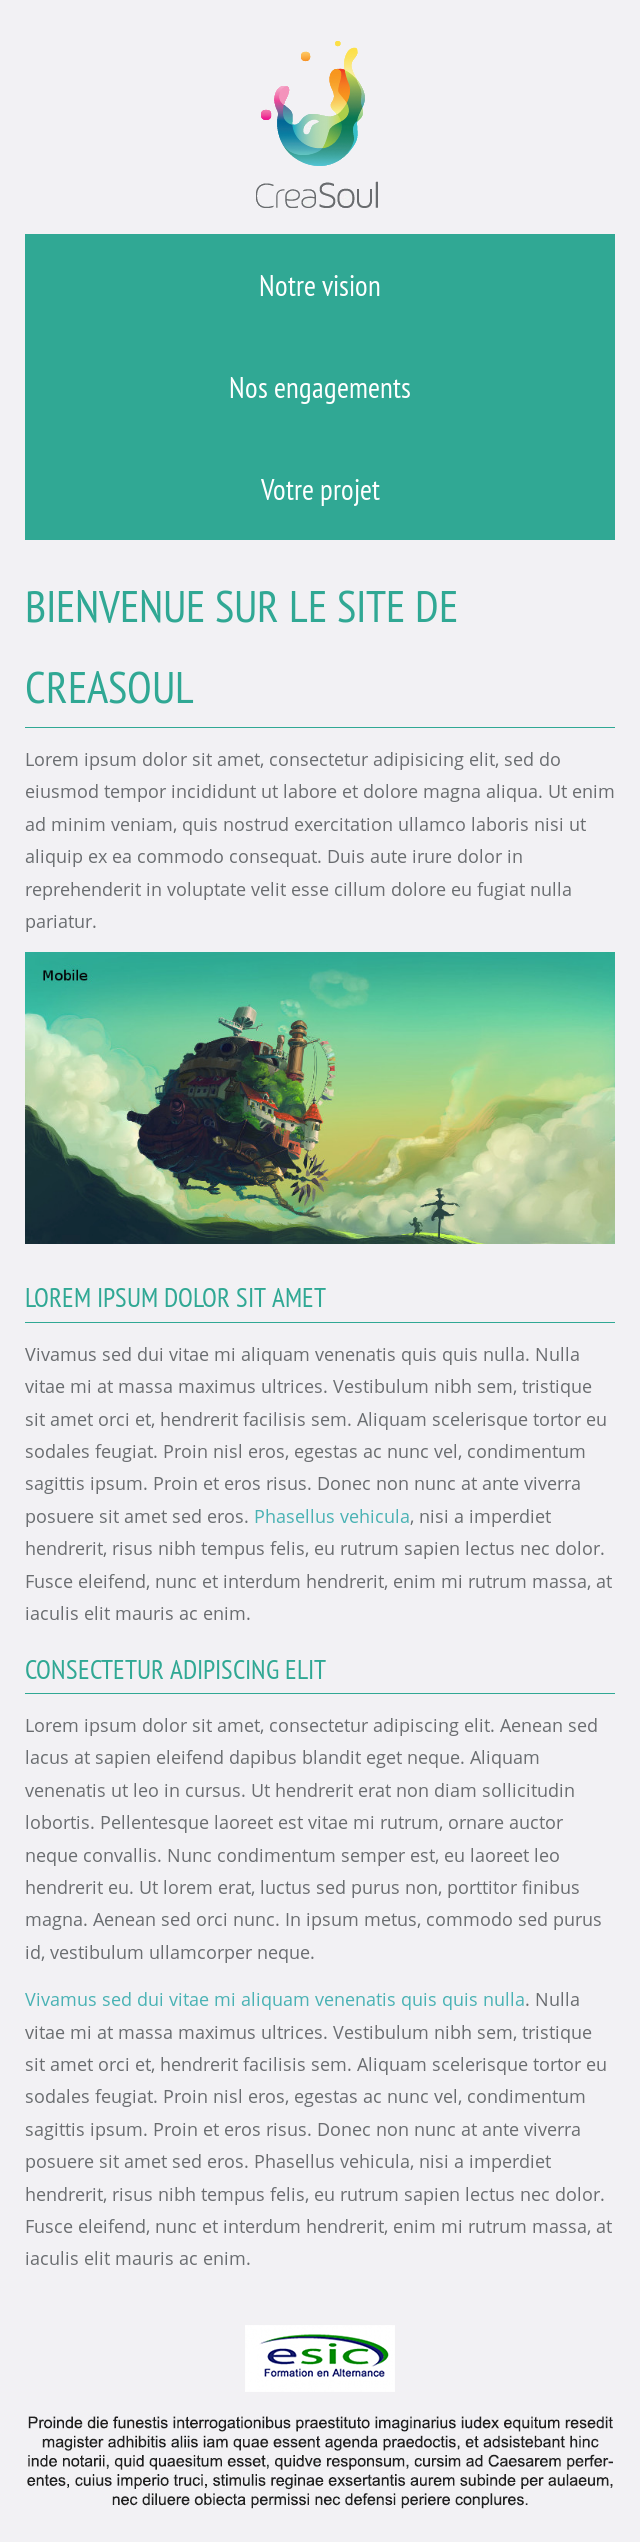 CreaSoul
Notre vision
Nos engagements
Votre projet
BIENVENUE SUR LE SITE DE
CREASOUL
Lorem ipsum dolor sit amet, consectetur adipisicing elit, sed do
eiusmod tempor incididunt ut labore et dolore magna aliqua. Ut enim
ad minim veniam, quis nostrud exercitation ullamco laboris nisi ut
aliquip ex ea commodo consequat. Duis aute irure dolor in
reprehenderit in voluptate velit esse cillum dolore eu fugiat nulla
pariatur.
Mobile
LOREM IPSUM DOLOR SIT AMET
Vivamus sed dui vitae mi aliquam venenatis quis quis nulla. Nulla
vitae mi at massa maximus ultrices. Vestibulum nibh sem, tristique
sit amet orci et, hendrerit facilisis sem. Aliquam scelerisque tortor eu
sodales feugiat. Proin nisl eros, egestas ac nunc vel, condimentum
sagittis ipsum. Proin et eros risus. Donec non nunc at ante viverra
posuere sit amet sed eros. Phasellus vehicula, nisi a imperdiet
hendrerit, risus nibh tempus felis, eu rutrum sapien lectus nec dolor.
Fusce eleifend, nunc et interdum hendrerit, enim mi rutrum massa, at
iaculis elit mauris ac enim.
CONSECTETUR ADIPISCING ELIT
Lorem ipsum dolor sit amet, consectetur adipiscing elit. Aenean sed
lacus at sapien eleifend dapibus blandit eget neque. Aliquam
venenatis ut leo in cursus. Ut hendrerit erat non diam sollicitudin
lobortis. Pellentesque laoreet est vitae mi rutrum, ornare auctor
neque convallis. Nunc condimentum semper est, eu laoreet leo
hendrerit eu. Ut lorem erat, luctus sed purus non, porttitor finibus
magna. Aenean sed orci nunc. In ipsum metus, commodo sed purus
id, vestibulum ullamcorper neque.
Vivamus sed dui vitae mi aliquam venenatis quis quis nulla. Nulla
vitae mi at massa maximus ultrices. Vestibulum nibh sem, tristique
sit amet orci et, hendrerit facilisis sem. Aliquam scelerisque tortor eu
sodales feugiat. Proin nisl eros, egestas ac nunc vel, condimentum
sagittis ipsum. Proin et eros risus. Donec non nunc at ante viverra
posuere sit amet sed eros. Phasellus vehicula, nisi a imperdiet
hendrerit, risus nibh tempus felis, eu rutrum sapien lectus nec dolor.
Fusce eleifend, nunc et interdum hendrerit, enim mi rutrum massa, at
iaculis elit mauris ac enim.
esic
Formation en Alternance
Proinde die funestis interrogationibus praestituto imaginarius iudex equitum resedit
magister adhibitis aliis iam quae essent agenda praedoctis, et adsistebant hinc
inde notarii, quid quaesitum esset, quidve responsum, cursim ad Caesarem perfer-
entes, cuius imperio truci, stimulis reginae exsertantis aurem subinde per aulaeum,
nec diluere obiecta permissi nec defensi periere conplures.